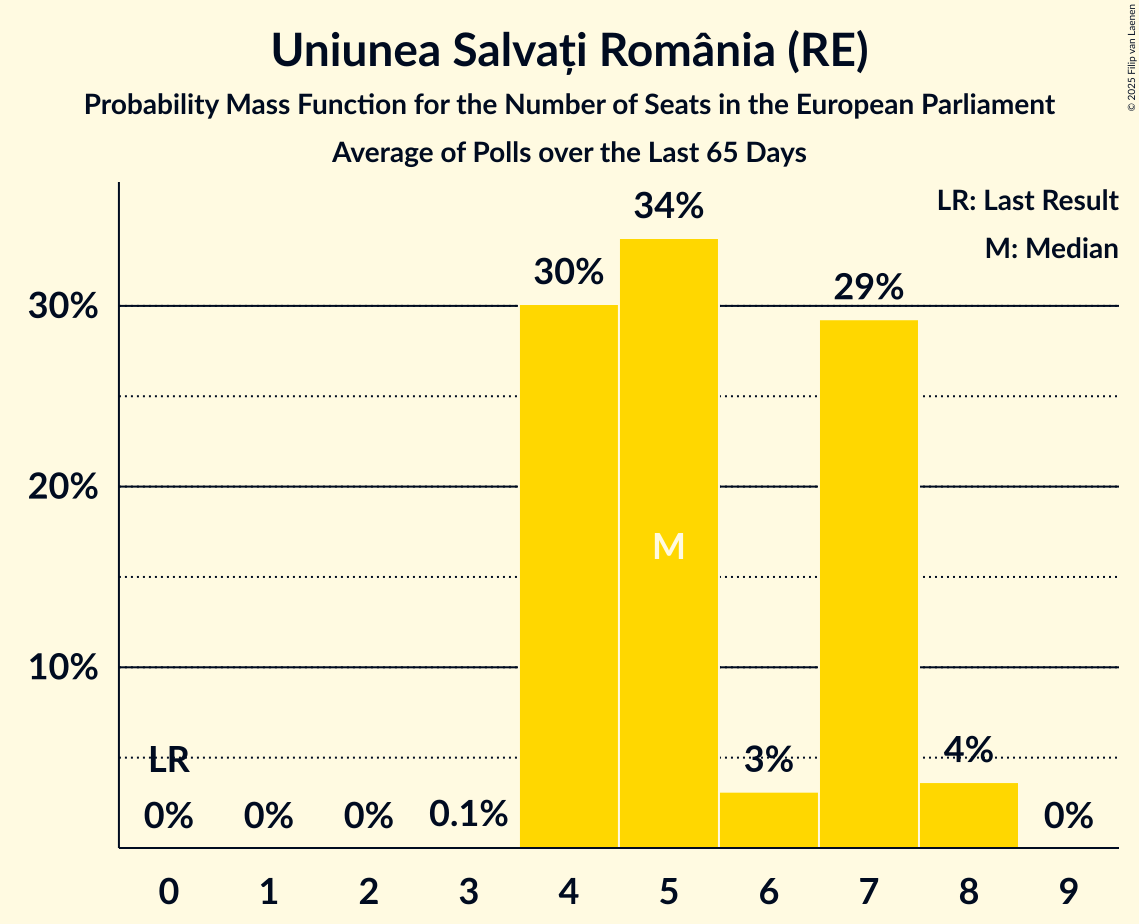 Uniunea Salvați România (RE)
Probability Mass Function for the Number of Seats in the European Parliament
Average of Polls over the Last 65 Days
© 2025 Filip van Laenen
LR: Last Result
M: Median
34%
30%
29%
30%
20%
M
10%
LR
3%
4%
0%
0%
0%
0.1%
0%
0 1 2 3 4 5 6 7 8 9